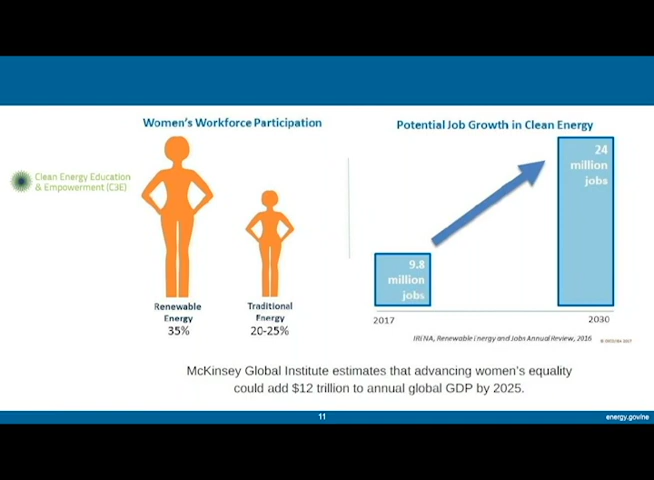 Women's Workforce Participation
Potential Job Growth in Clean Energy
Clean Energy Education
& Empowerment (C3E)
24
million
jobs
9.8
million
jobs
Renewable
Energy
35%
Traditional
Energy
20-25%
2017
2030
IRENA, Renewable Energy and Jobs Annual Review, 2016
McKinsey Global Institute estimates that advancing women's equality
could add $12 trillion to annual global GDP by 2025.
11
energy.gov/ne